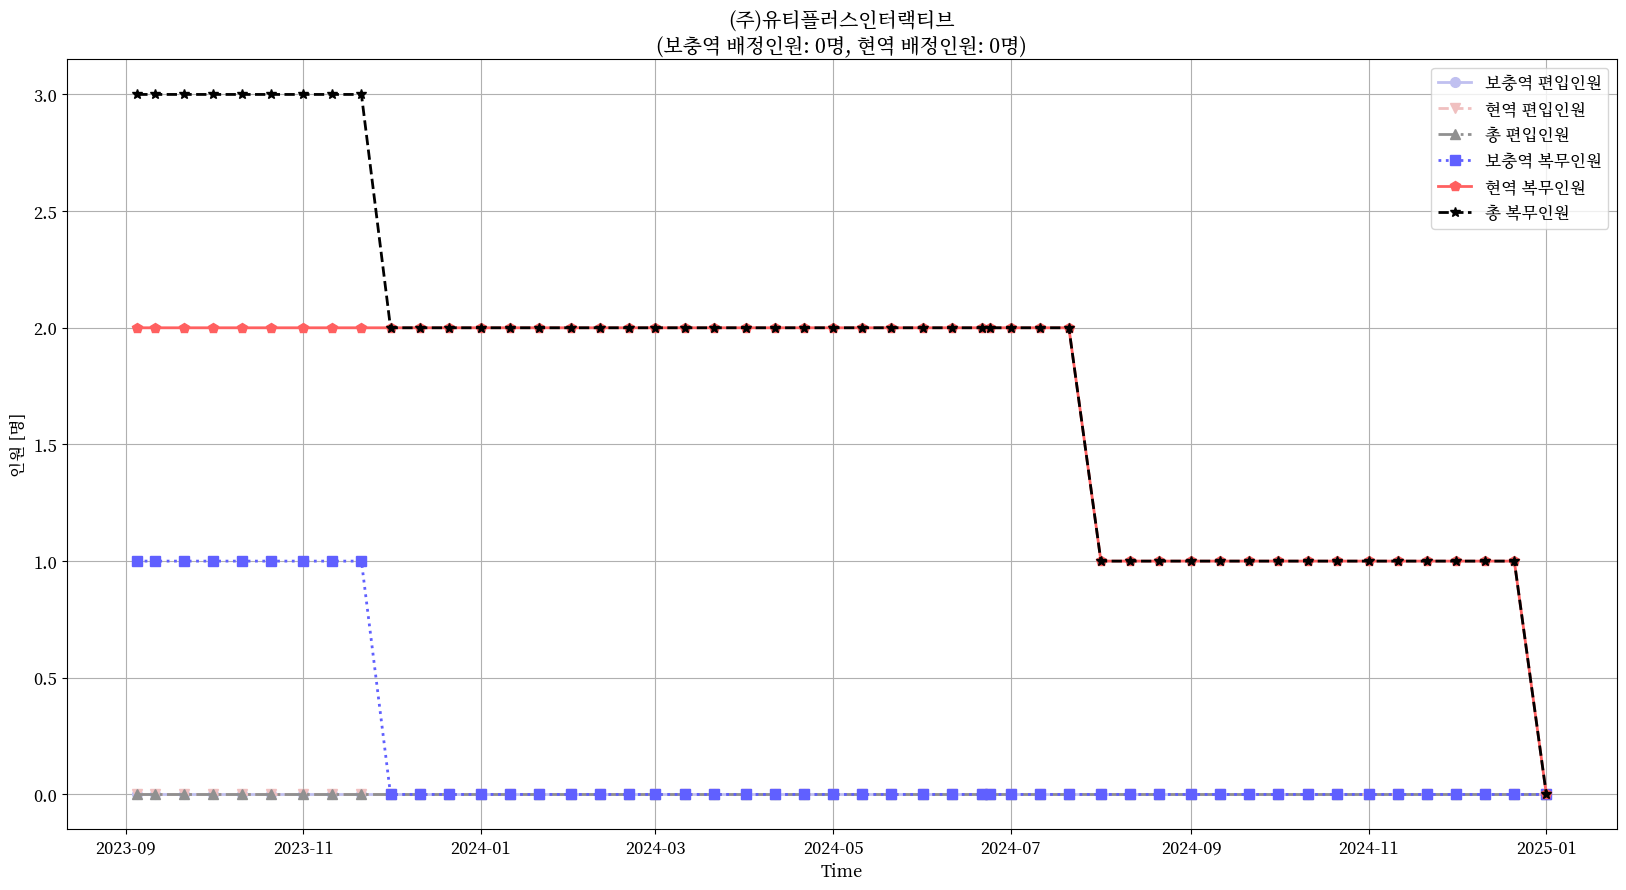 (주)유티플러스인터랙티브
(보충역 배정인원: 0명, 현역 배정인원: 0명)
보충역 편입인원
현역 편입인원
총 편입인원
보충역 복무인원
현역 복무인원
총 복무인원
인원 [명]
3.0
2.5
2.0
1.5
1.0
0.5
0.0
2023-09 2023-11 2024-01 2024-03 2024-05 2024-07 2024-09 2024-11 2025-01
Time